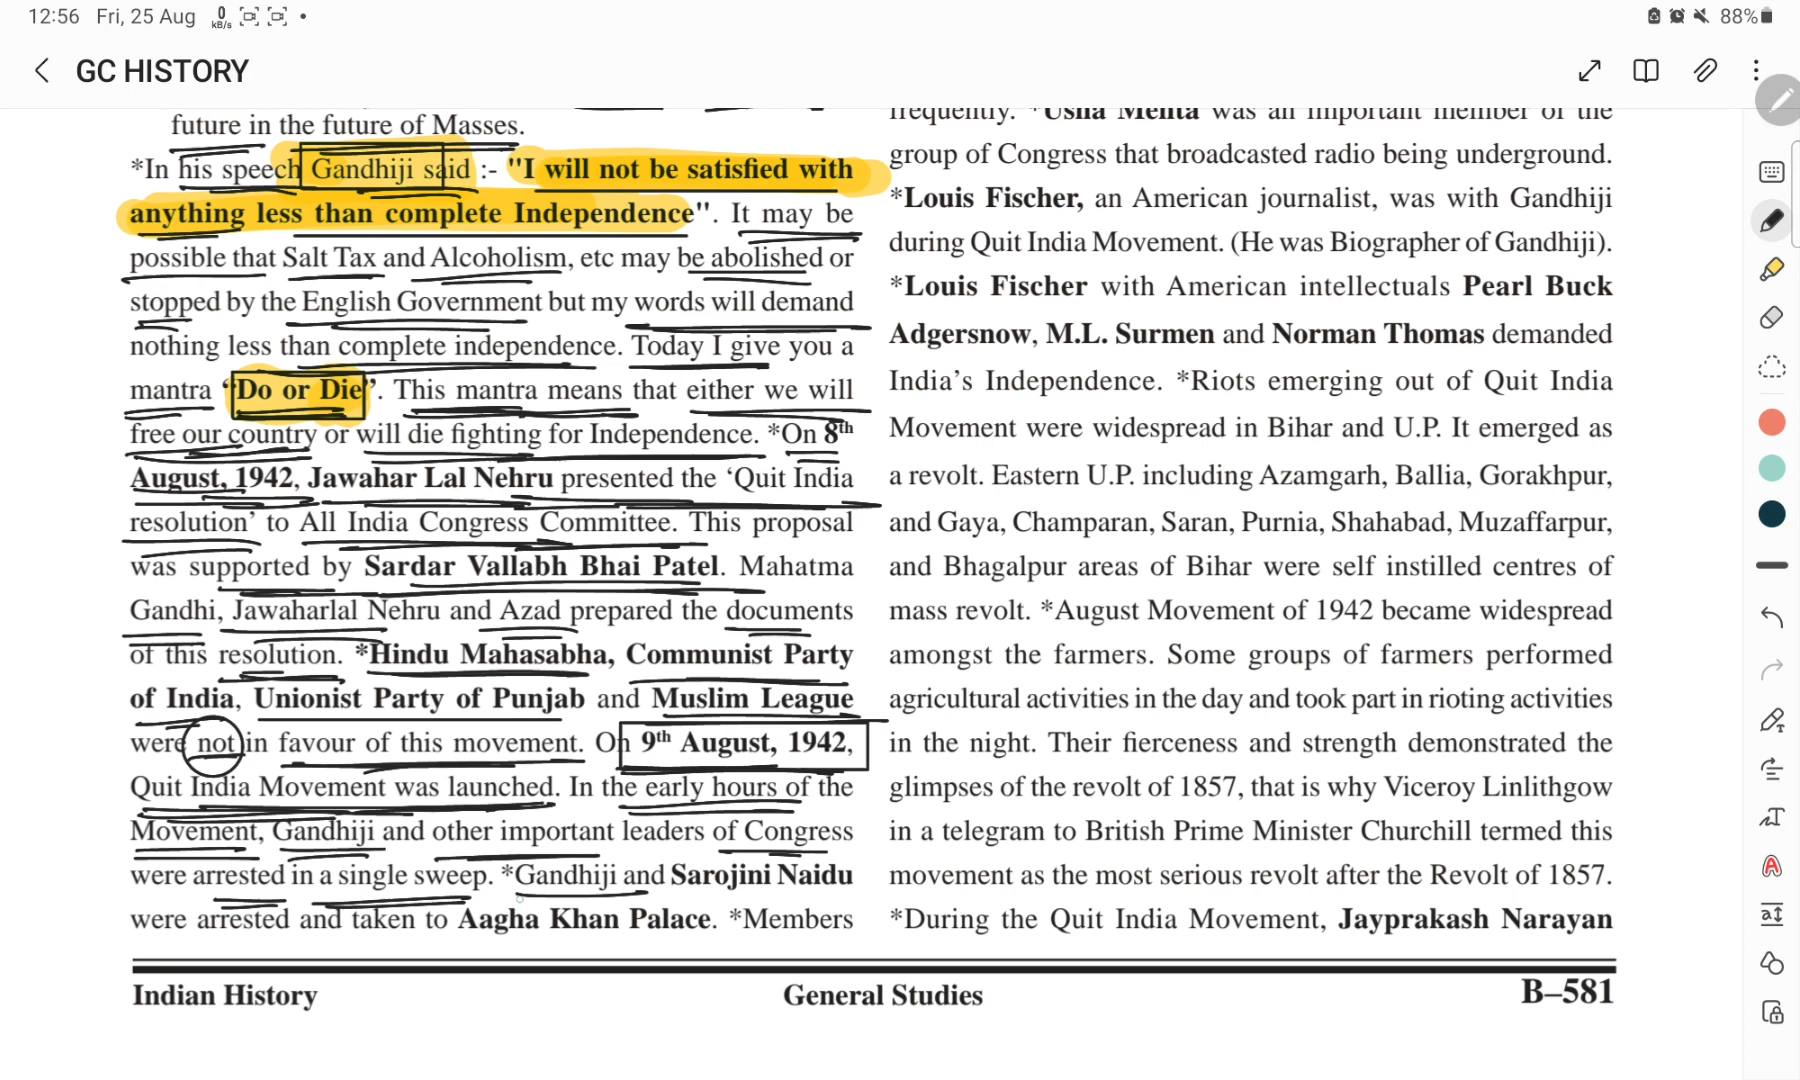 12:56 Fri, 25 Aug 0 kB/s 88%
GC HISTORY
future in the future of Masses.
*In his speech Gandhiji said :- "I will not be satisfied with
anything less than complete Independence". It may be
possible that Salt Tax and Alcoholism, etc may be abolished or
stopped by the English Government but my words will demand
nothing less than complete independence. Today I give you a
mantra “Do or Die”. This mantra means that either we will
free our country or will die fighting for Independence. *On 8th
August, 1942, Jawahar Lal Nehru presented the ‘Quit India
resolution’ to All India Congress Committee. This proposal
was supported by Sardar Vallabh Bhai Patel. Mahatma
Gandhi, Jawaharlal Nehru and Azad prepared the documents
of this resolution. *Hindu Mahasabha, Communist Party
of India, Unionist Party of Punjab and Muslim League
were not in favour of this movement. On 9th August, 1942,
Quit India Movement was launched. In the early hours of the
Movement, Gandhiji and other important leaders of Congress
were arrested in a single sweep. *Gandhiji and Sarojini Naidu
were arrested and taken to Aagha Khan Palace. *Members
frequently. *Usha Mehta was an important member of the
group of Congress that broadcasted radio being underground.
*Louis Fischer, an American journalist, was with Gandhiji
during Quit India Movement. (He was Biographer of Gandhiji).
*Louis Fischer with American intellectuals Pearl Buck
Adgersnow, M.L. Surmen and Norman Thomas demanded
India’s Independence. *Riots emerging out of Quit India
Movement were widespread in Bihar and U.P. It emerged as
a revolt. Eastern U.P. including Azamgarh, Ballia, Gorakhpur,
and Gaya, Champaran, Saran, Purnia, Shahabad, Muzaffarpur,
and Bhagalpur areas of Bihar were self instilled centres of
mass revolt. *August Movement of 1942 became widespread
amongst the farmers. Some groups of farmers performed
agricultural activities in the day and took part in rioting activities
in the night. Their fierceness and strength demonstrated the
glimpses of the revolt of 1857, that is why Viceroy Linlithgow
in a telegram to British Prime Minister Churchill termed this
movement as the most serious revolt after the Revolt of 1857.
*During the Quit India Movement, Jayprakash Narayan
Indian History General Studies B–581